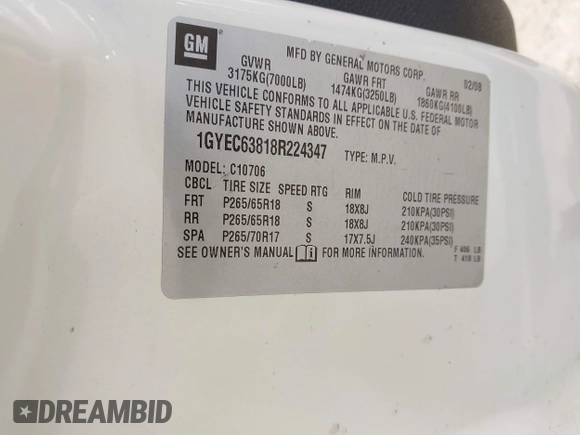 GM
MFD BY GENERAL MOTORS CORP.
02/08
GVWR GAWR FRT GAWR RR
3175KG(7000LB) 1474KG(3250LB) 1860KG(4100LB)
THIS VEHICLE CONFORMS TO ALL APPLICABLE U.S. FEDERAL MOTOR
VEHICLE SAFETY STANDARDS IN EFFECT ON THE DATE OF
MANUFACTURE SHOWN ABOVE.
1GYEC63818R224347 TYPE: M.P.V.
MODEL: C10706
CBCL TIRE SIZE SPEED RTG RIM COLD TIRE PRESSURE
FRT P265/65R18 S 18X8J 210KPA(30PSI)
RR P265/65R18 S 18X8J 210KPA(30PSI)
SPA P265/70R17 S 17X7.5J 240KPA(35PSI)
SEE OWNER'S MANUAL i FOR MORE INFORMATION.
F 406 LB
T 418 LB
DREAMBID